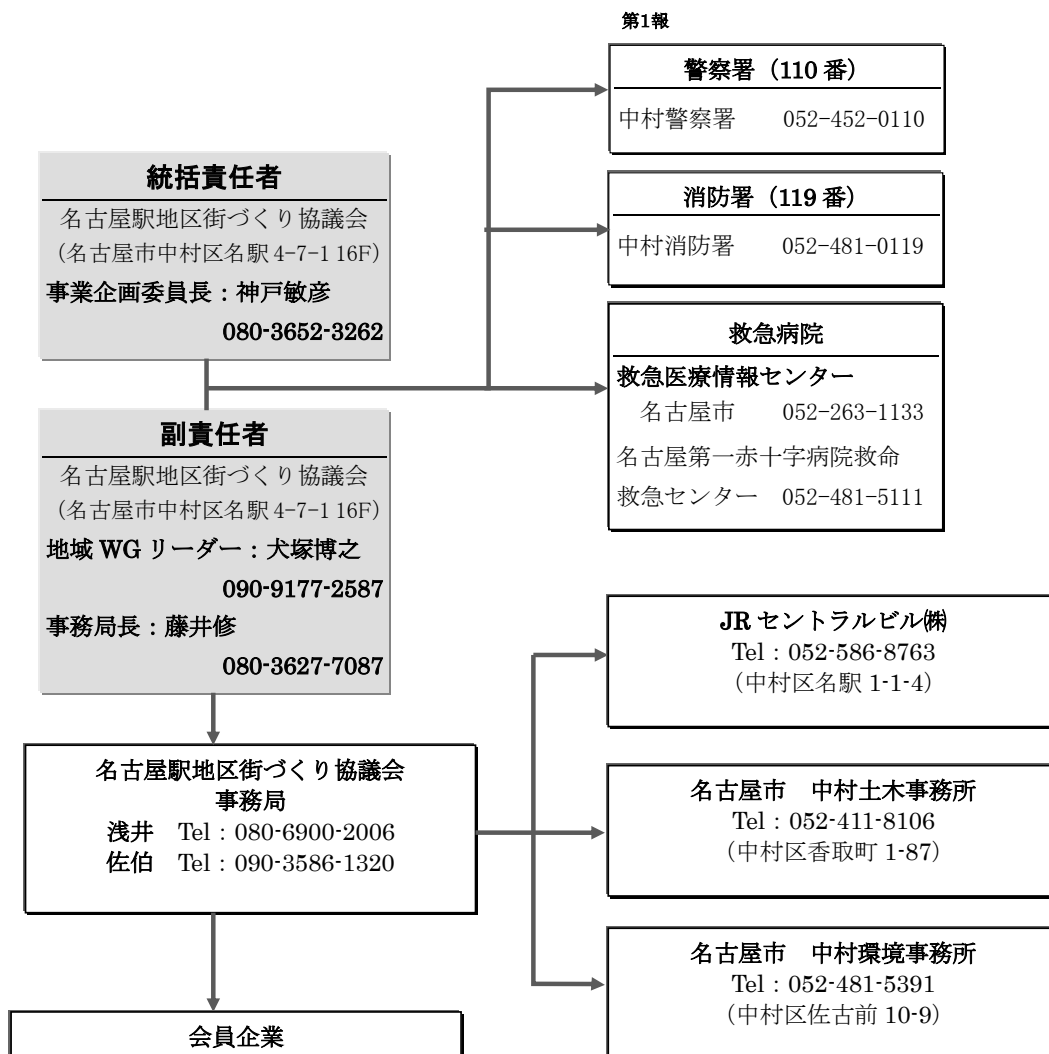 第1報
警察署（110 番）
中村警察署　052-452-0110
消防署（119 番）
中村消防署　052-481-0119
救急病院
救急医療情報センター
名古屋市　052-263-1133
名古屋第一赤十字病院救命
救急センター　052-481-5111
統括責任者
名古屋駅地区街づくり協議会
（名古屋市中村区名駅 4-7-1 16F）
事業企画委員長：神戸敏彦
080-3652-3262
副責任者
名古屋駅地区街づくり協議会
（名古屋市中村区名駅 4-7-1 16F）
地域 WG リーダー：犬塚博之
090-9177-2587
事務局長：藤井修
080-3627-7087
名古屋駅地区街づくり協議会
事務局
浅井　Tel：080-6900-2006
佐伯　Tel：090-3586-1320
会員企業
JR セントラルビル㈱
Tel：052-586-8763
（中村区名駅 1-1-4）
名古屋市　中村土木事務所
Tel：052-411-8106
（中村区香取町 1-87）
名古屋市　中村環境事務所
Tel：052-481-5391
（中村区佐古前 10-9）